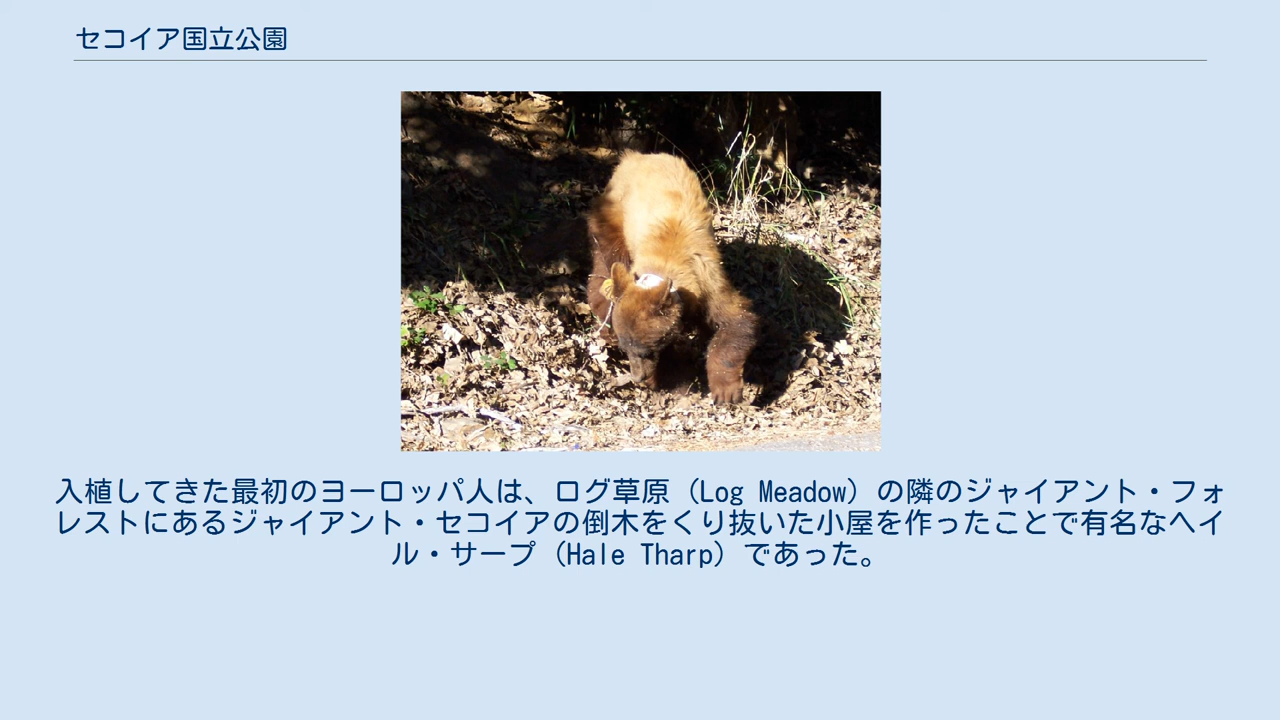 セコイア国立公園
入植してきた最初のヨーロッパ人は、ログ草原（Log Meadow）の隣のジャイアント・フォ
レストにあるジャイアント・セコイアの倒木をくり抜いた小屋を作ったことで有名なヘイ
ル・サープ（Hale Tharp）であった。